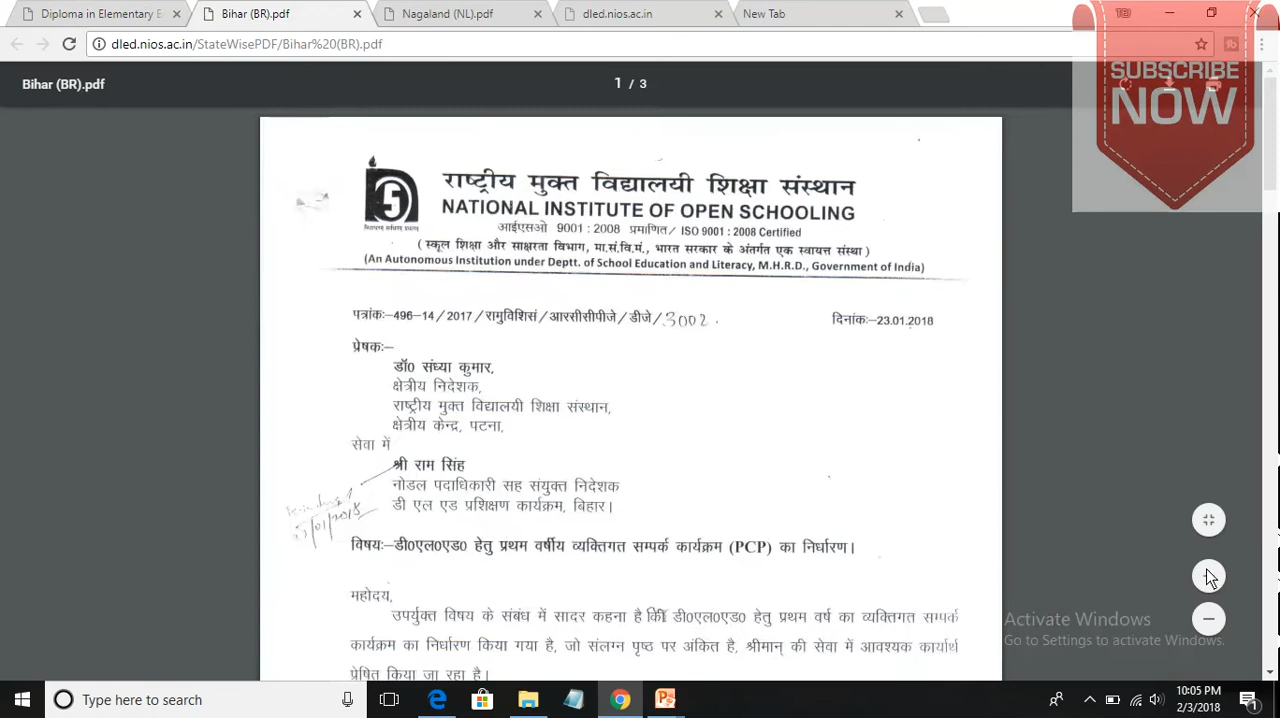 Diploma in Elementary E
Bihar (BR).pdf
Nagaland (NL).pdf
dled.nios.ac.in
New Tab
dled.nios.ac.in/StateWisePDF/Bihar%20(BR).pdf
Bihar (BR).pdf
1 / 3
SUBSCRIBE
NOW
राष्ट्रीय मुक्त विद्यालयी शिक्षा संस्थान
NATIONAL INSTITUTE OF OPEN SCHOOLING
आईएसओ 9001 : 2008 प्रमाणित / ISO 9001 : 2008 Certified
( स्कूल शिक्षा और साक्षरता विभाग, मा.सं.वि.मं., भारत सरकार के अंतर्गत एक स्वायत्त संस्था )
(An Autonomous Institution under Deptt. of School Education and Literacy, M.H.R.D., Government of India)
पत्रांकः–496–14/2017/रामुविशिसं/आरसीसीपीजे/डीजे/3002
दिनांकः–23.01.2018
प्रेषकः–
डॉ0 संध्या कुमार,
क्षेत्रीय निदेशक,
राष्ट्रीय मुक्त विद्यालयी शिक्षा संस्थान,
क्षेत्रीय केन्द्र, पटना,
सेवा में
श्री राम सिंह
नोडल पदाधिकारी सह संयुक्त निदेशक
डी एल एड प्रशिक्षण कार्यक्रम, बिहार।
विषयः–डी0एल0एड0 हेतु प्रथम वर्षीय व्यक्तिगत सम्पर्क कार्यक्रम (PCP) का निर्धारण।
महोदय,
उपर्युक्त विषय के संबंध में सादर कहना है डी0एल0एड0 हेतु प्रथम वर्ष का व्यक्तिगत सम्पर्क
कार्यक्रम का निर्धारण किया गया है, जो संलग्न पृष्ठ पर अंकित है, श्रीमान् की सेवा में आवश्यक कार्यार्थ
प्रेषित किया जा रहा है।
Activate Windows
Go to Settings to activate Windows.
Type here to search
10:05 PM
2/3/2018